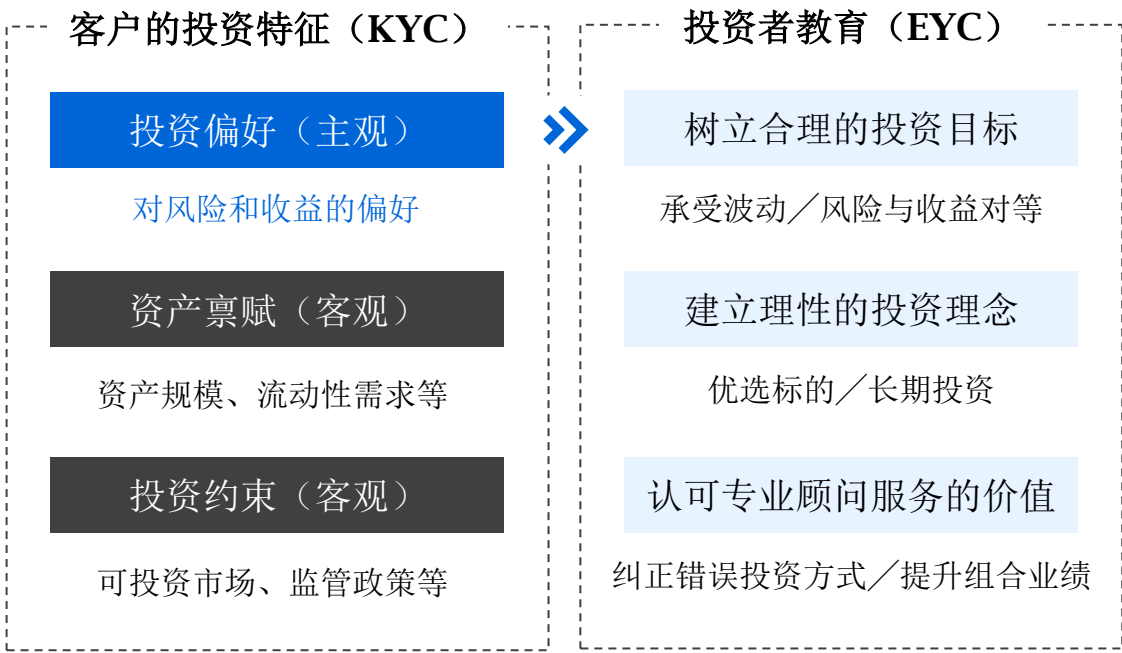 客户的投资特征（KYC）
投资偏好（主观）
对风险和收益的偏好
资产禀赋（客观）
资产规模、流动性需求等
投资约束（客观）
可投资市场、监管政策等
投资者教育（EYC）
树立合理的投资目标
承受波动／风险与收益对等
建立理性的投资理念
优选标的／长期投资
认可专业顾问服务的价值
纠正错误投资方式／提升组合业绩